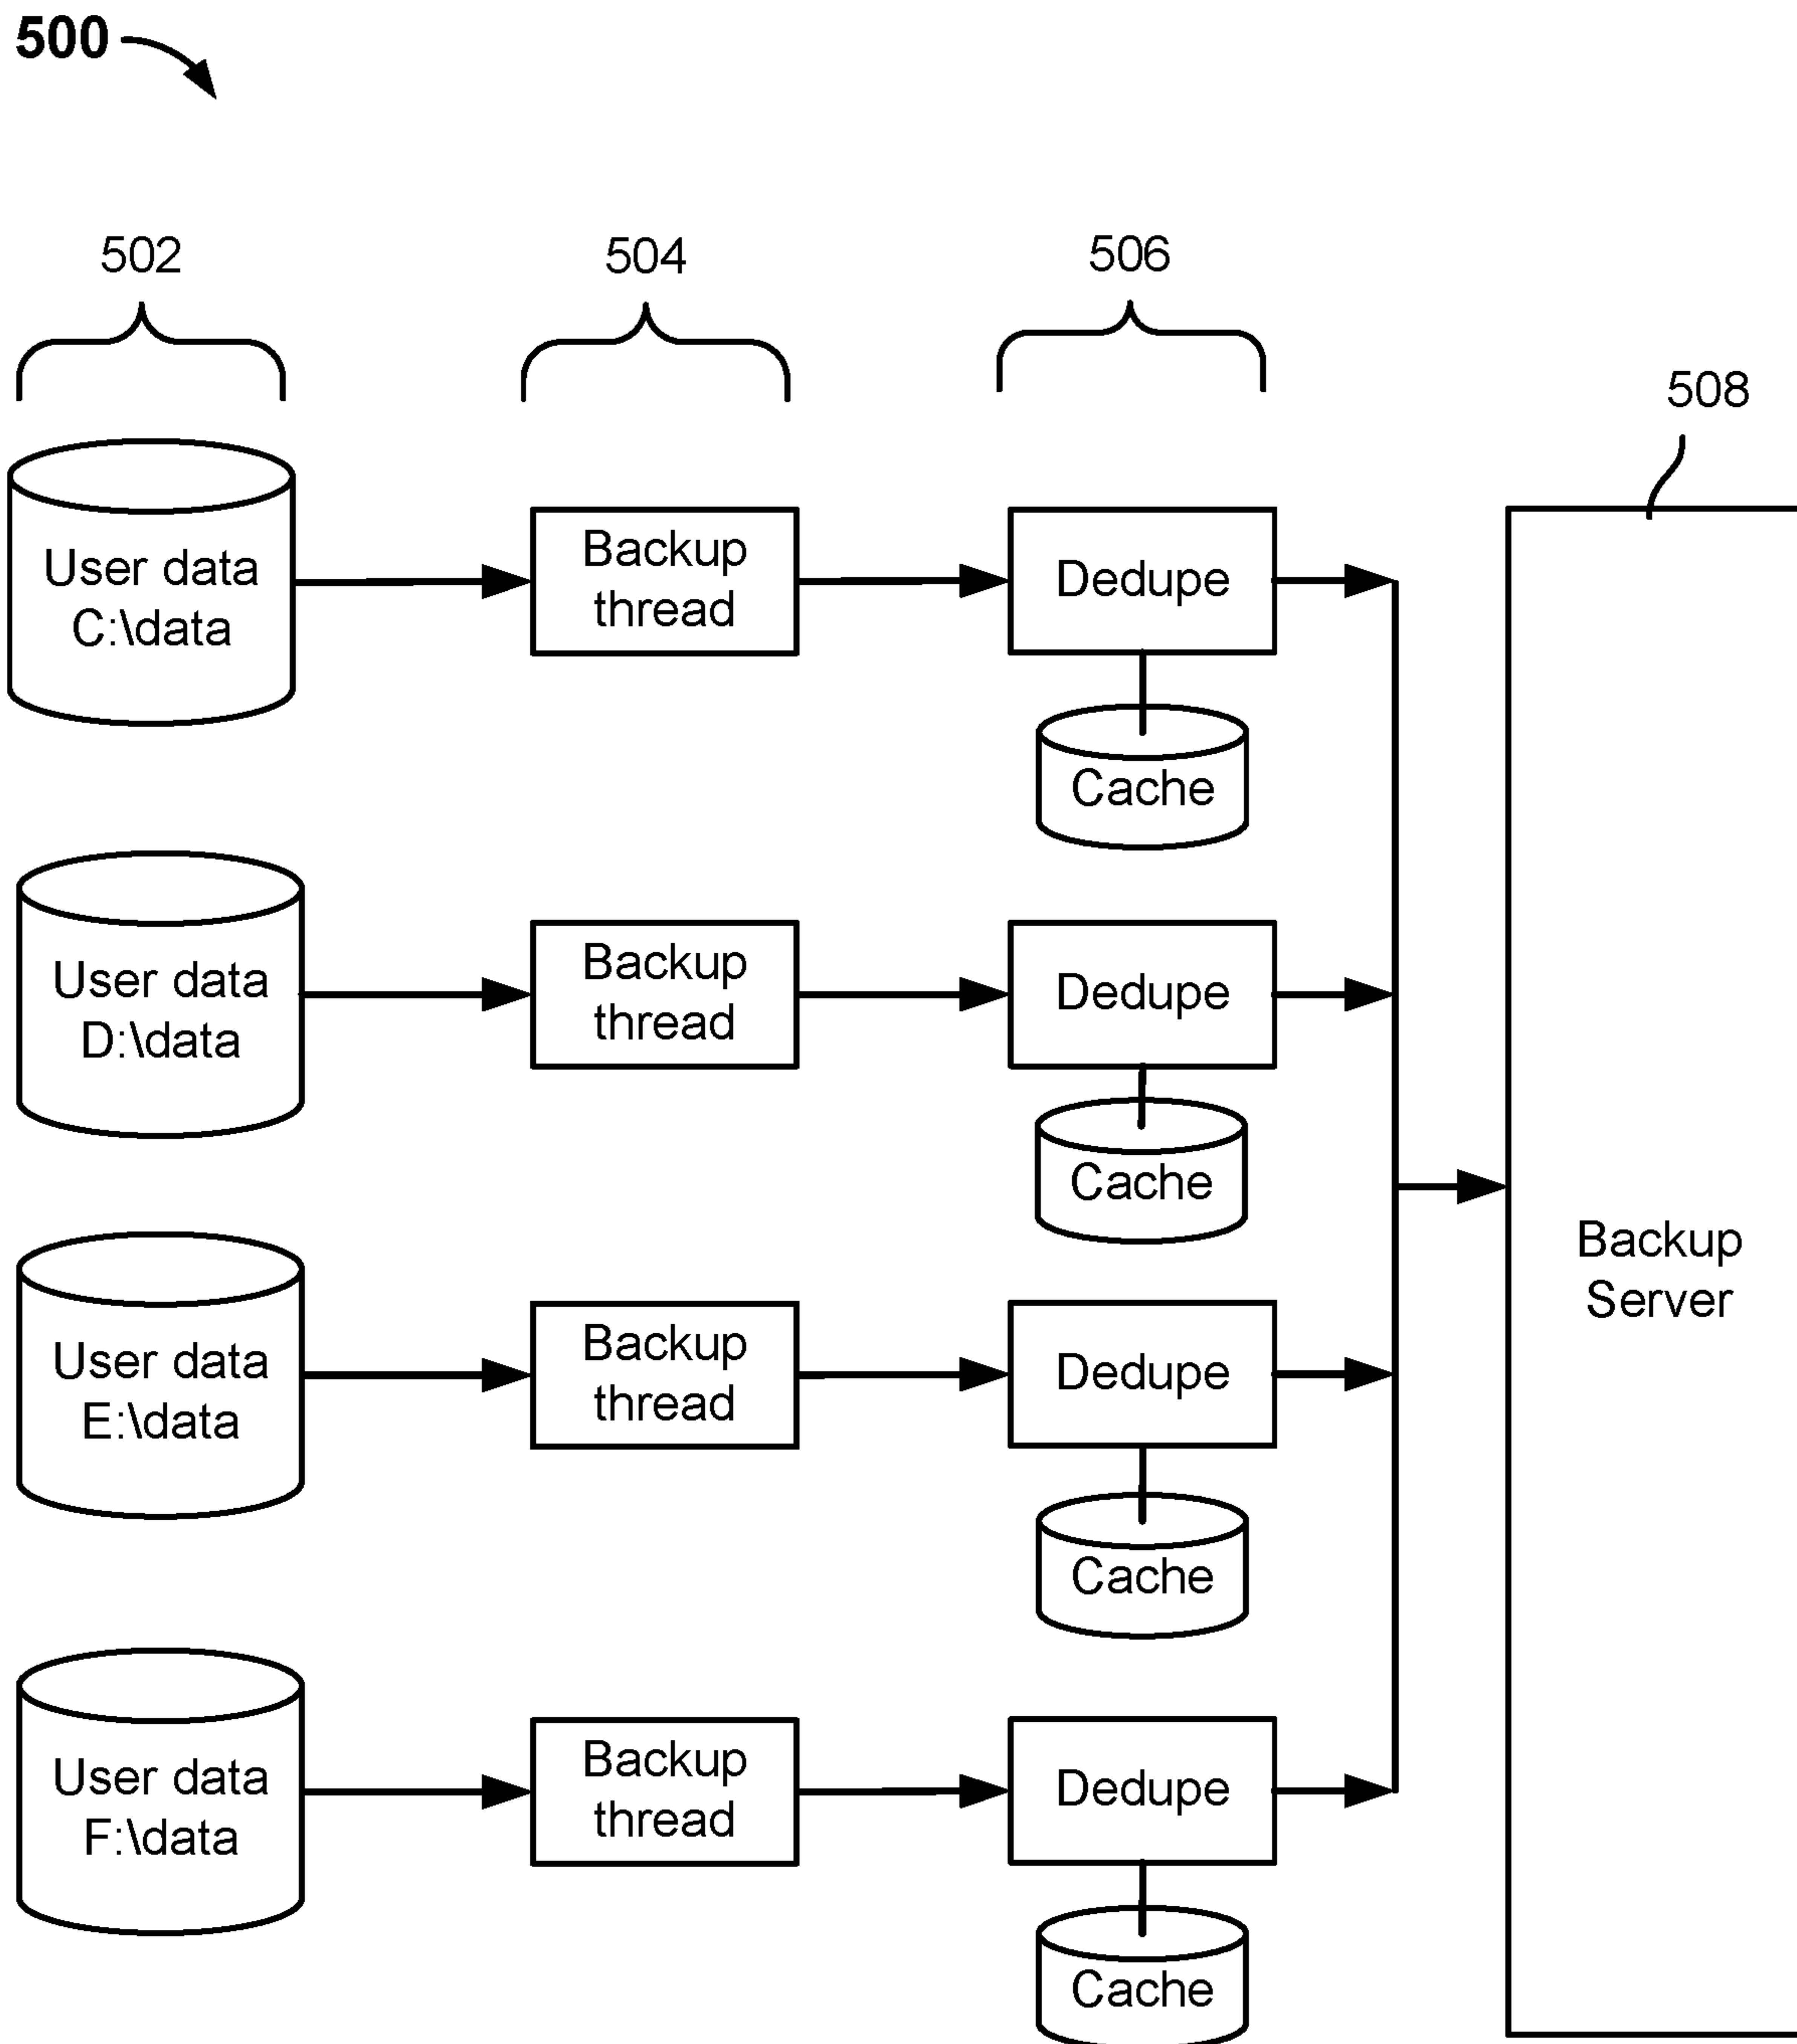 500
502
504
506
508
User data
C:\data
Backup
thread
Dedupe
Cache
User data
D:\data
Backup
thread
Dedupe
Cache
Backup
Server
User data
E:\data
Backup
thread
Dedupe
Cache
User data
F:\data
Backup
thread
Dedupe
Cache